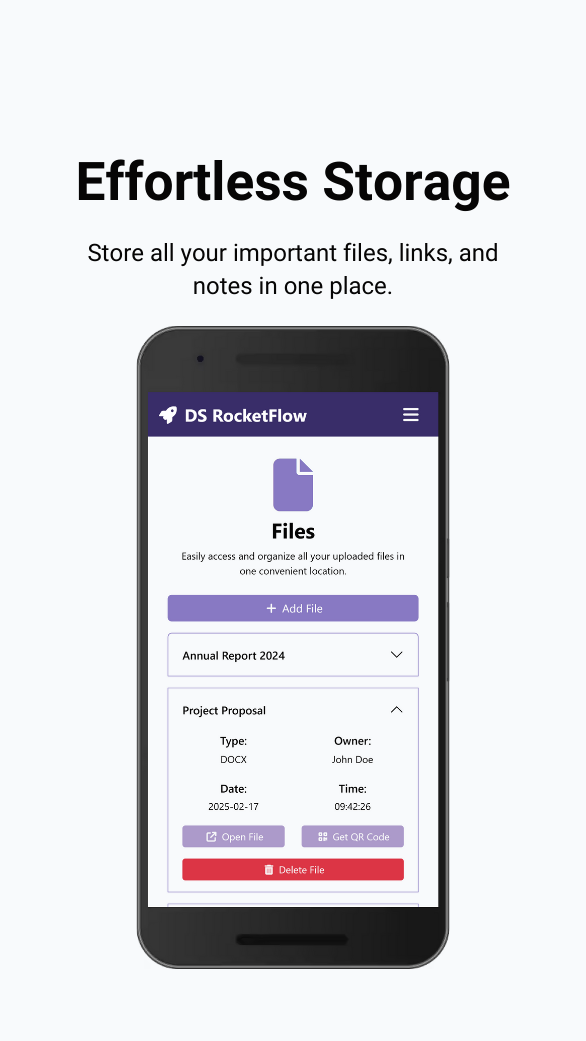 Effortless Storage
Store all your important files, links, and
notes in one place.
DS RocketFlow
Files
Easily access and organize all your uploaded files in
one convenient location.
+ Add File
Annual Report 2024
Project Proposal
Type: Owner:
DOCX John Doe
Date: Time:
2025-02-17 09:42:26
Open File Get QR Code
Delete File